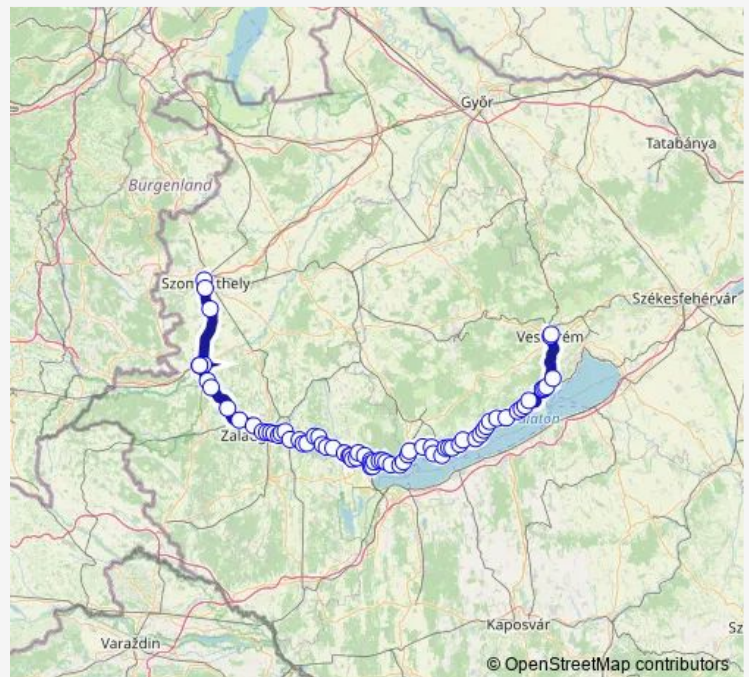 Győr
Tatabánya
Burgenland
Székesfehérvár
Kaposvár
Varaždin
© OpenStreetMap contributors